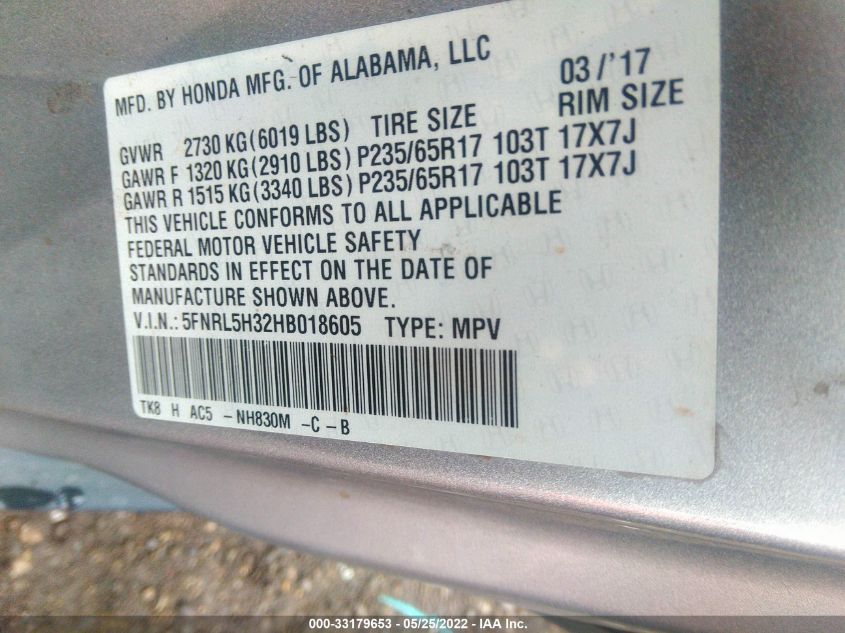 MFD. BY HONDA MFG. OF ALABAMA, LLC 03/'17
GVWR 2730 KG(6019 LBS) TIRE SIZE RIM SIZE
GAWR F 1320 KG(2910 LBS) P235/65R17 103T 17X7J
GAWR R 1515 KG(3340 LBS) P235/65R17 103T 17X7J
THIS VEHICLE CONFORMS TO ALL APPLICABLE
FEDERAL MOTOR VEHICLE SAFETY
STANDARDS IN EFFECT ON THE DATE OF
MANUFACTURE SHOWN ABOVE.
V.I.N.: 5FNRL5H32HB018605 TYPE: MPV
TK8 H AC5 -NH830M -C-B
000-33179653 - 05/25/2022 - IAA Inc.